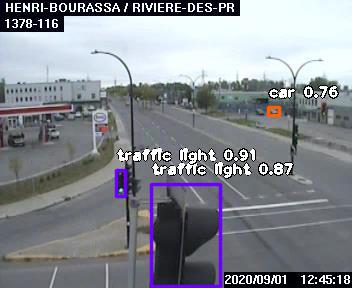 HENRI-BOURASSA / RIVIERE-DES-PR
1378-116
car 0.76
traffic light 0.91
traffic light 0.87
2020/09/01 12:45:18